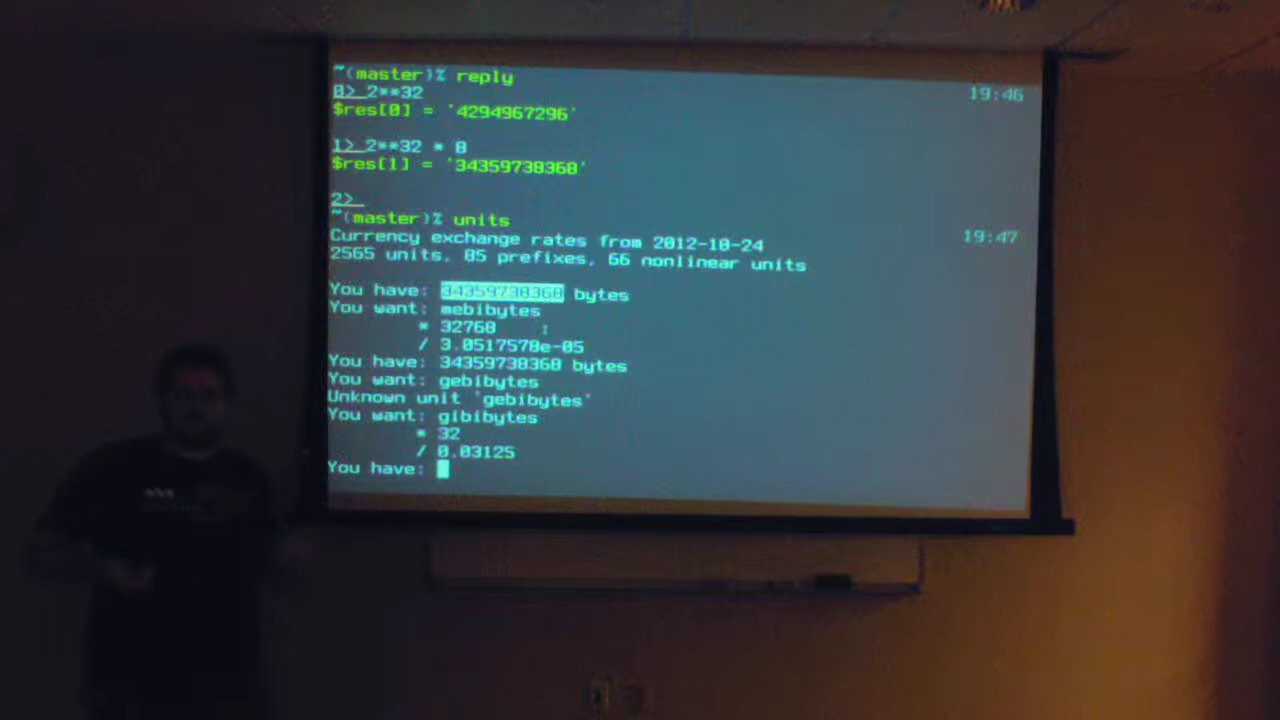 ~(master)% reply
0> 2**32
19:46
$res[0] = '4294967296'
1> 2**32 * 8
$res[1] = '34359738368'
2>
~(master)% units
Currency exchange rates from 2012-10-24
19:47
2565 units, 85 prefixes, 66 nonlinear units
You have: 34359738368 bytes
You want: mebibytes
* 32768
/ 3.0517578e-05
You have: 34359738368 bytes
You want: gebibytes
Unknown unit 'gebibytes'
You want: gibibytes
* 32
/ 0.03125
You have: